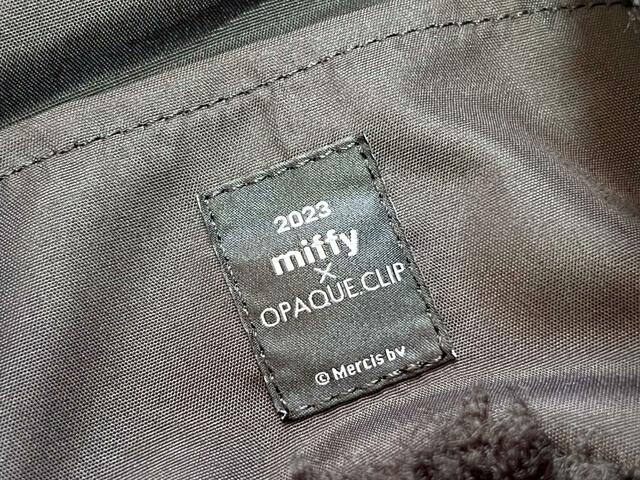 2023
miffy
×
OPAQUE.CLIP
© Mercis bv